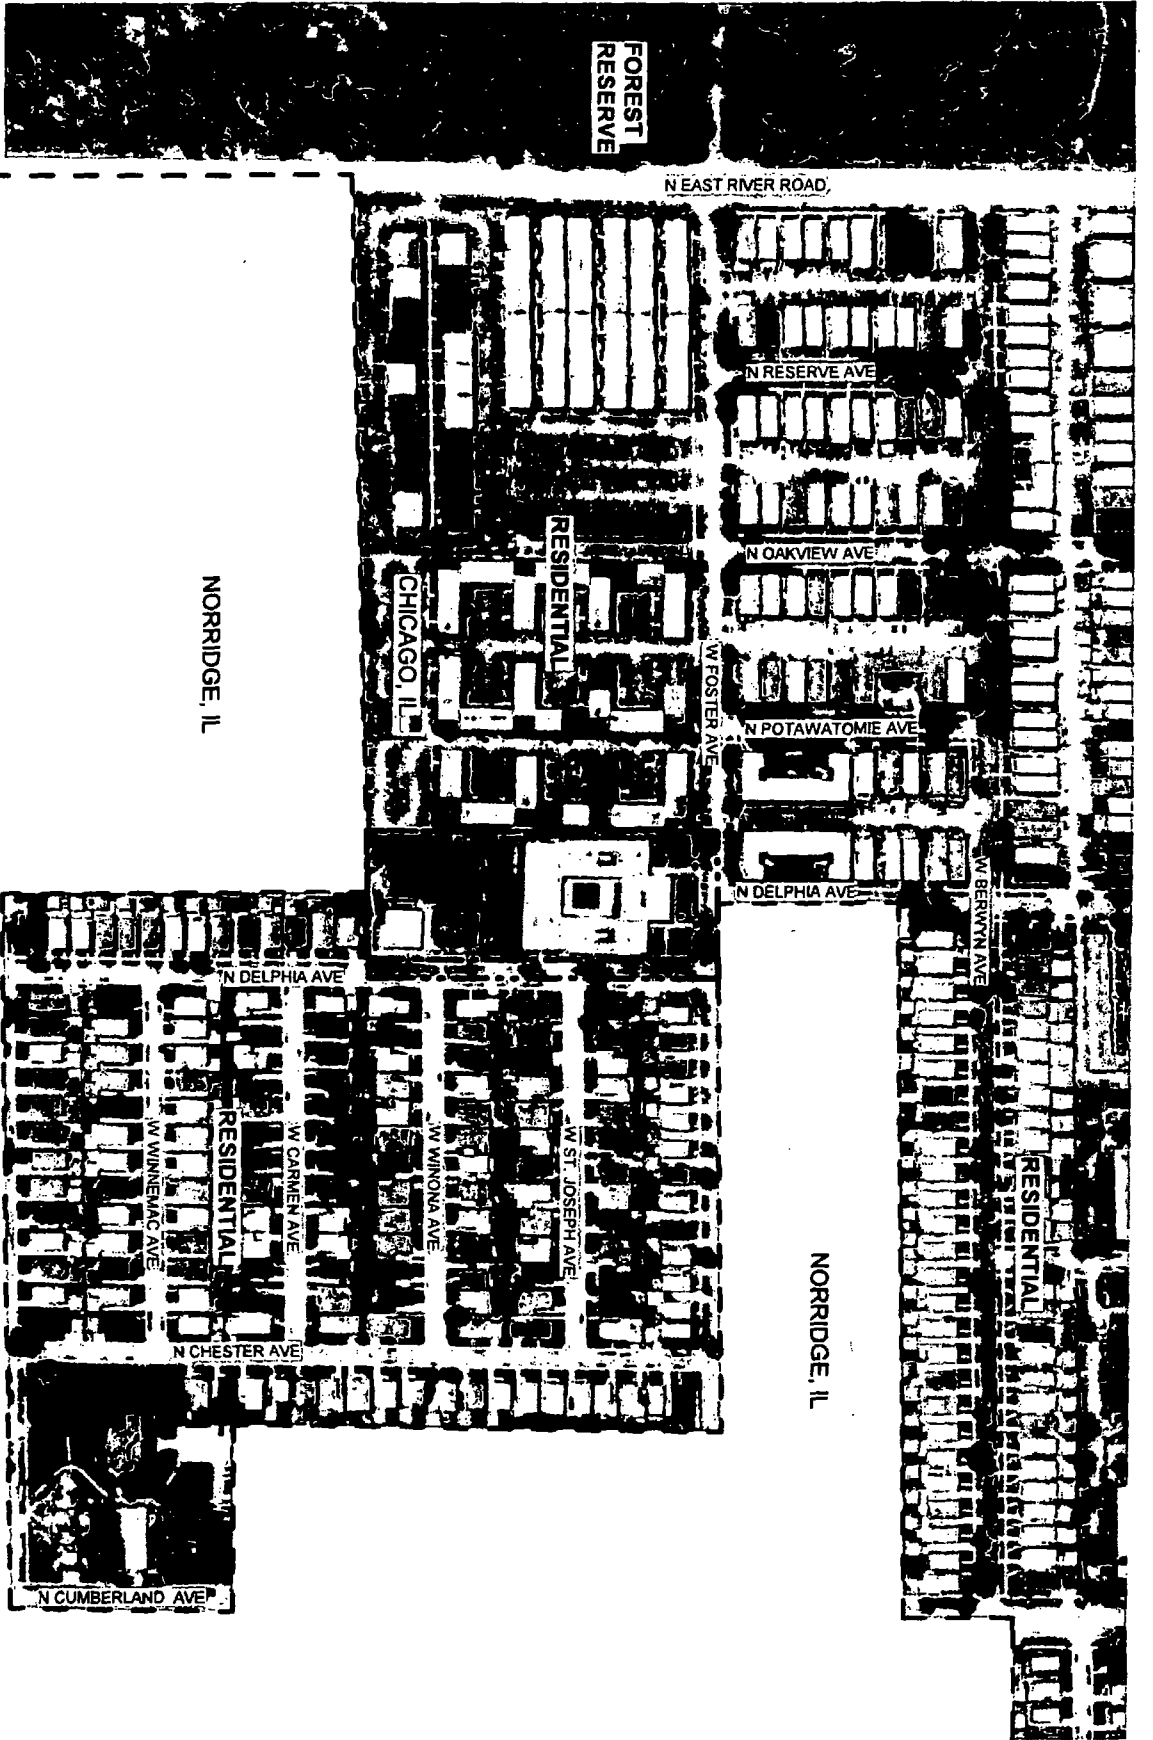 FOREST
RESERVE
N EAST RIVER ROAD
N RESERVE AVE
N OAKVIEW AVE
RESIDENTIAL
CHICAGO, IL
NORRIDGE, IL
W FOSTER AVE
N POTAWATOMIE AVE
W BERWYN AVE
N DELPHIA AVE
N DELPHIA AVE
RESIDENTIAL
W WINNEMAC AVE
RESIDENTIAL
W CARMEN AVE
W WINONA AVE
W ST. JOSEPH AVE
NORRIDGE, IL
N CHESTER AVE
N CUMBERLAND AVE